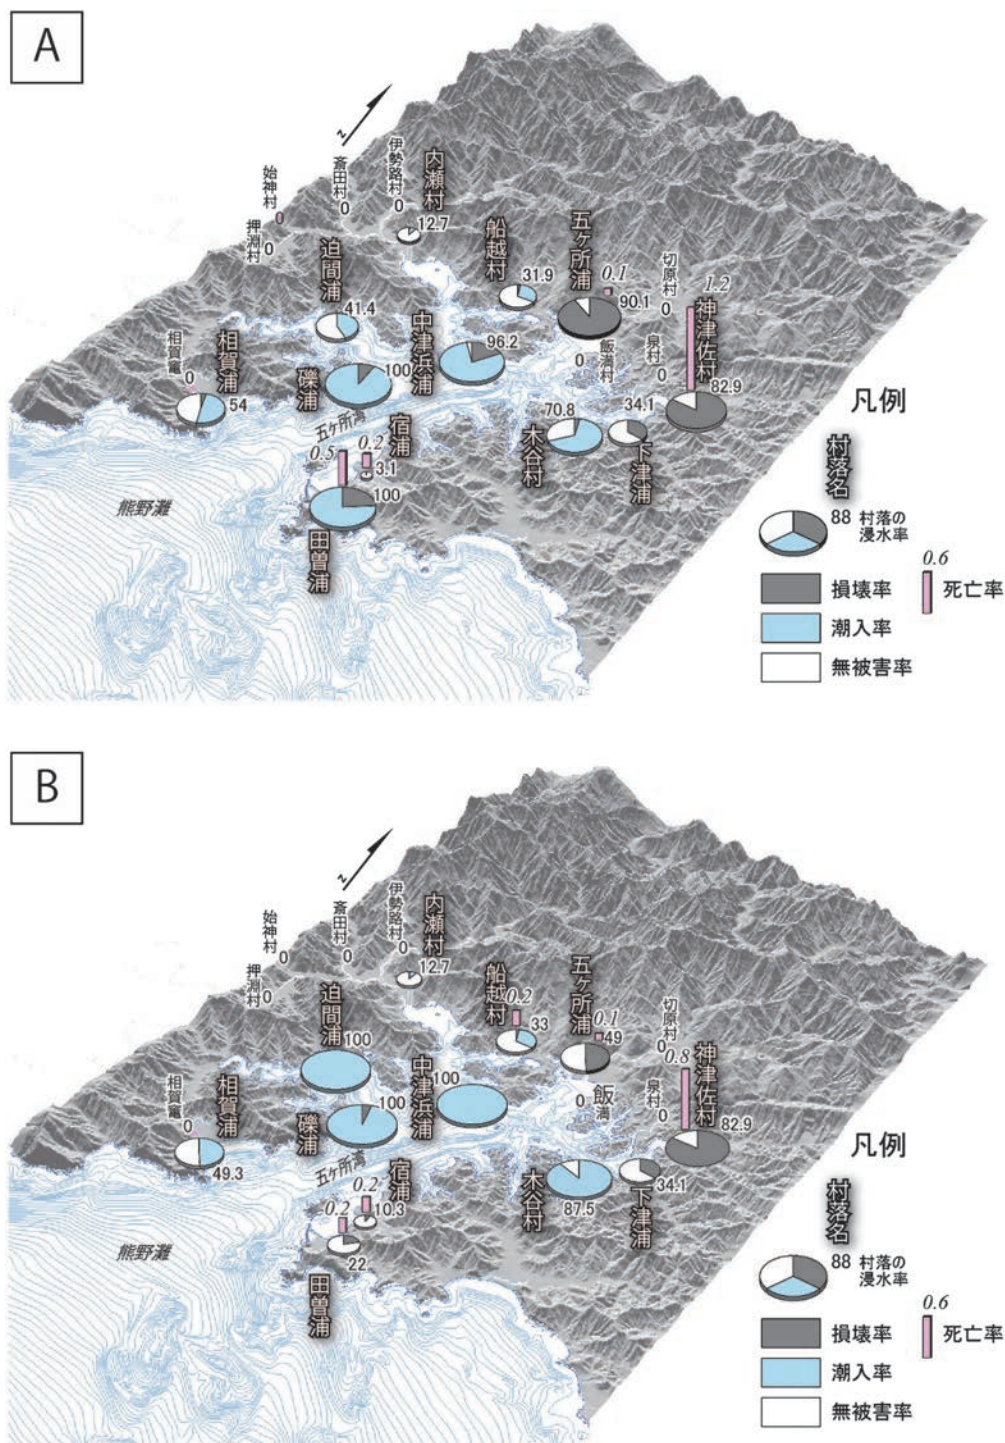 A
z
伊勢路村
0
内瀬村
12.7
斎田村
0
始神村
0
押淵村
0
船越村
31.9
五ヶ所浦
0.1
90.1
切原村
0
1.2
神津佐村
82.9
迫間浦
41.4
中津浜浦
96.2
飯満村
0
泉村
0
相賀竈
0
相賀浦
54
礫浦
100
五ケ所湾
宿浦
0.2
3.1
0.5
100
田曽浦
木谷村
70.8
34.1
下津浦
熊野灘
凡例
村落名
88 村落の
浸水率
0.6
損壊率
死亡率
潮入率
無被害率
B
z
伊勢路村
0
内瀬村
12.7
斎田村
0
始神村
0
押淵村
0
船越村
0.2
33
五ヶ所浦
0.1
49
切原村
0
0.8
神津佐村
82.9
迫間浦
100
中津浜浦
100
飯満
0
泉村
0
相賀竈
0
相賀浦
49.3
礫浦
100
五ケ所湾
宿浦
0.2
10.3
0.2
22
田曽浦
木谷村
87.5
34.1
下津浦
熊野灘
凡例
村落名
88 村落の
浸水率
0.6
損壊率
死亡率
潮入率
無被害率